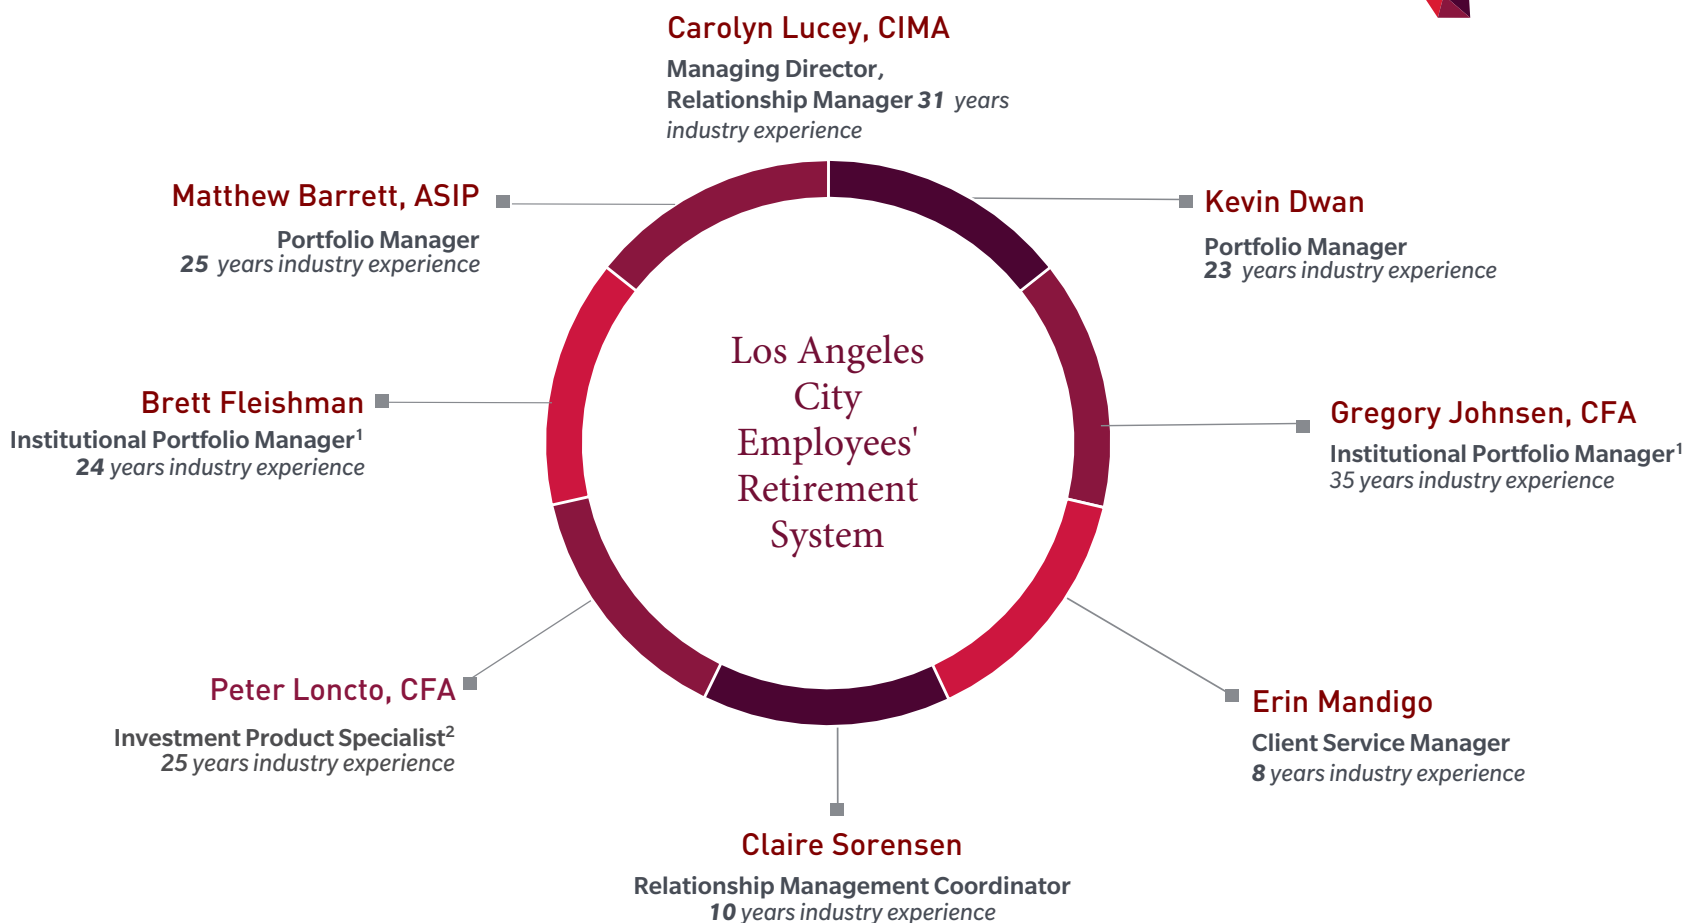 Carolyn Lucey, CIMA
Managing Director,
Relationship Manager 31 years
industry experience
Matthew Barrett, ASIP
Portfolio Manager
25 years industry experience
Kevin Dwan
Portfolio Manager
23 years industry experience
Brett Fleishman
Institutional Portfolio Manager¹
24 years industry experience
Los Angeles
City
Employees'
Retirement
System
Gregory Johnsen, CFA
Institutional Portfolio Manager¹
35 years industry experience
Peter Loncto, CFA
Investment Product Specialist²
25 years industry experience
Erin Mandigo
Client Service Manager
8 years industry experience
Claire Sorensen
Relationship Management Coordinator
10 years industry experience